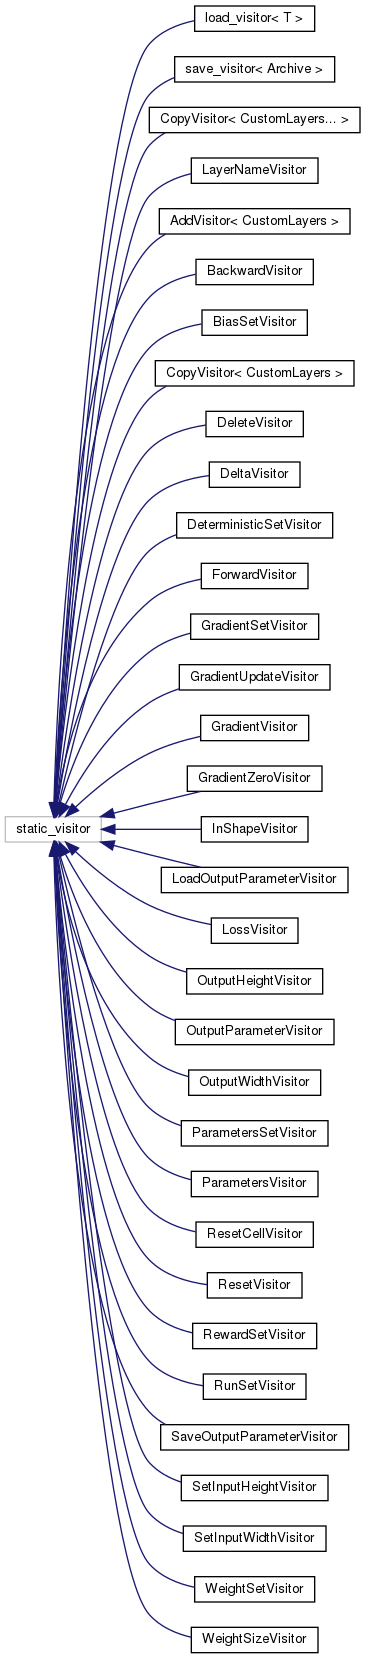 load_visitor< T >
save_visitor< Archive >
CopyVisitor< CustomLayers... >
LayerNameVisitor
AddVisitor< CustomLayers >
BackwardVisitor
BiasSetVisitor
CopyVisitor< CustomLayers >
DeleteVisitor
DeltaVisitor
DeterministicSetVisitor
ForwardVisitor
GradientSetVisitor
GradientUpdateVisitor
GradientVisitor
GradientZeroVisitor
static_visitor
InShapeVisitor
LoadOutputParameterVisitor
LossVisitor
OutputHeightVisitor
OutputParameterVisitor
OutputWidthVisitor
ParametersSetVisitor
ParametersVisitor
ResetCellVisitor
ResetVisitor
RewardSetVisitor
RunSetVisitor
SaveOutputParameterVisitor
SetInputHeightVisitor
SetInputWidthVisitor
WeightSetVisitor
WeightSizeVisitor